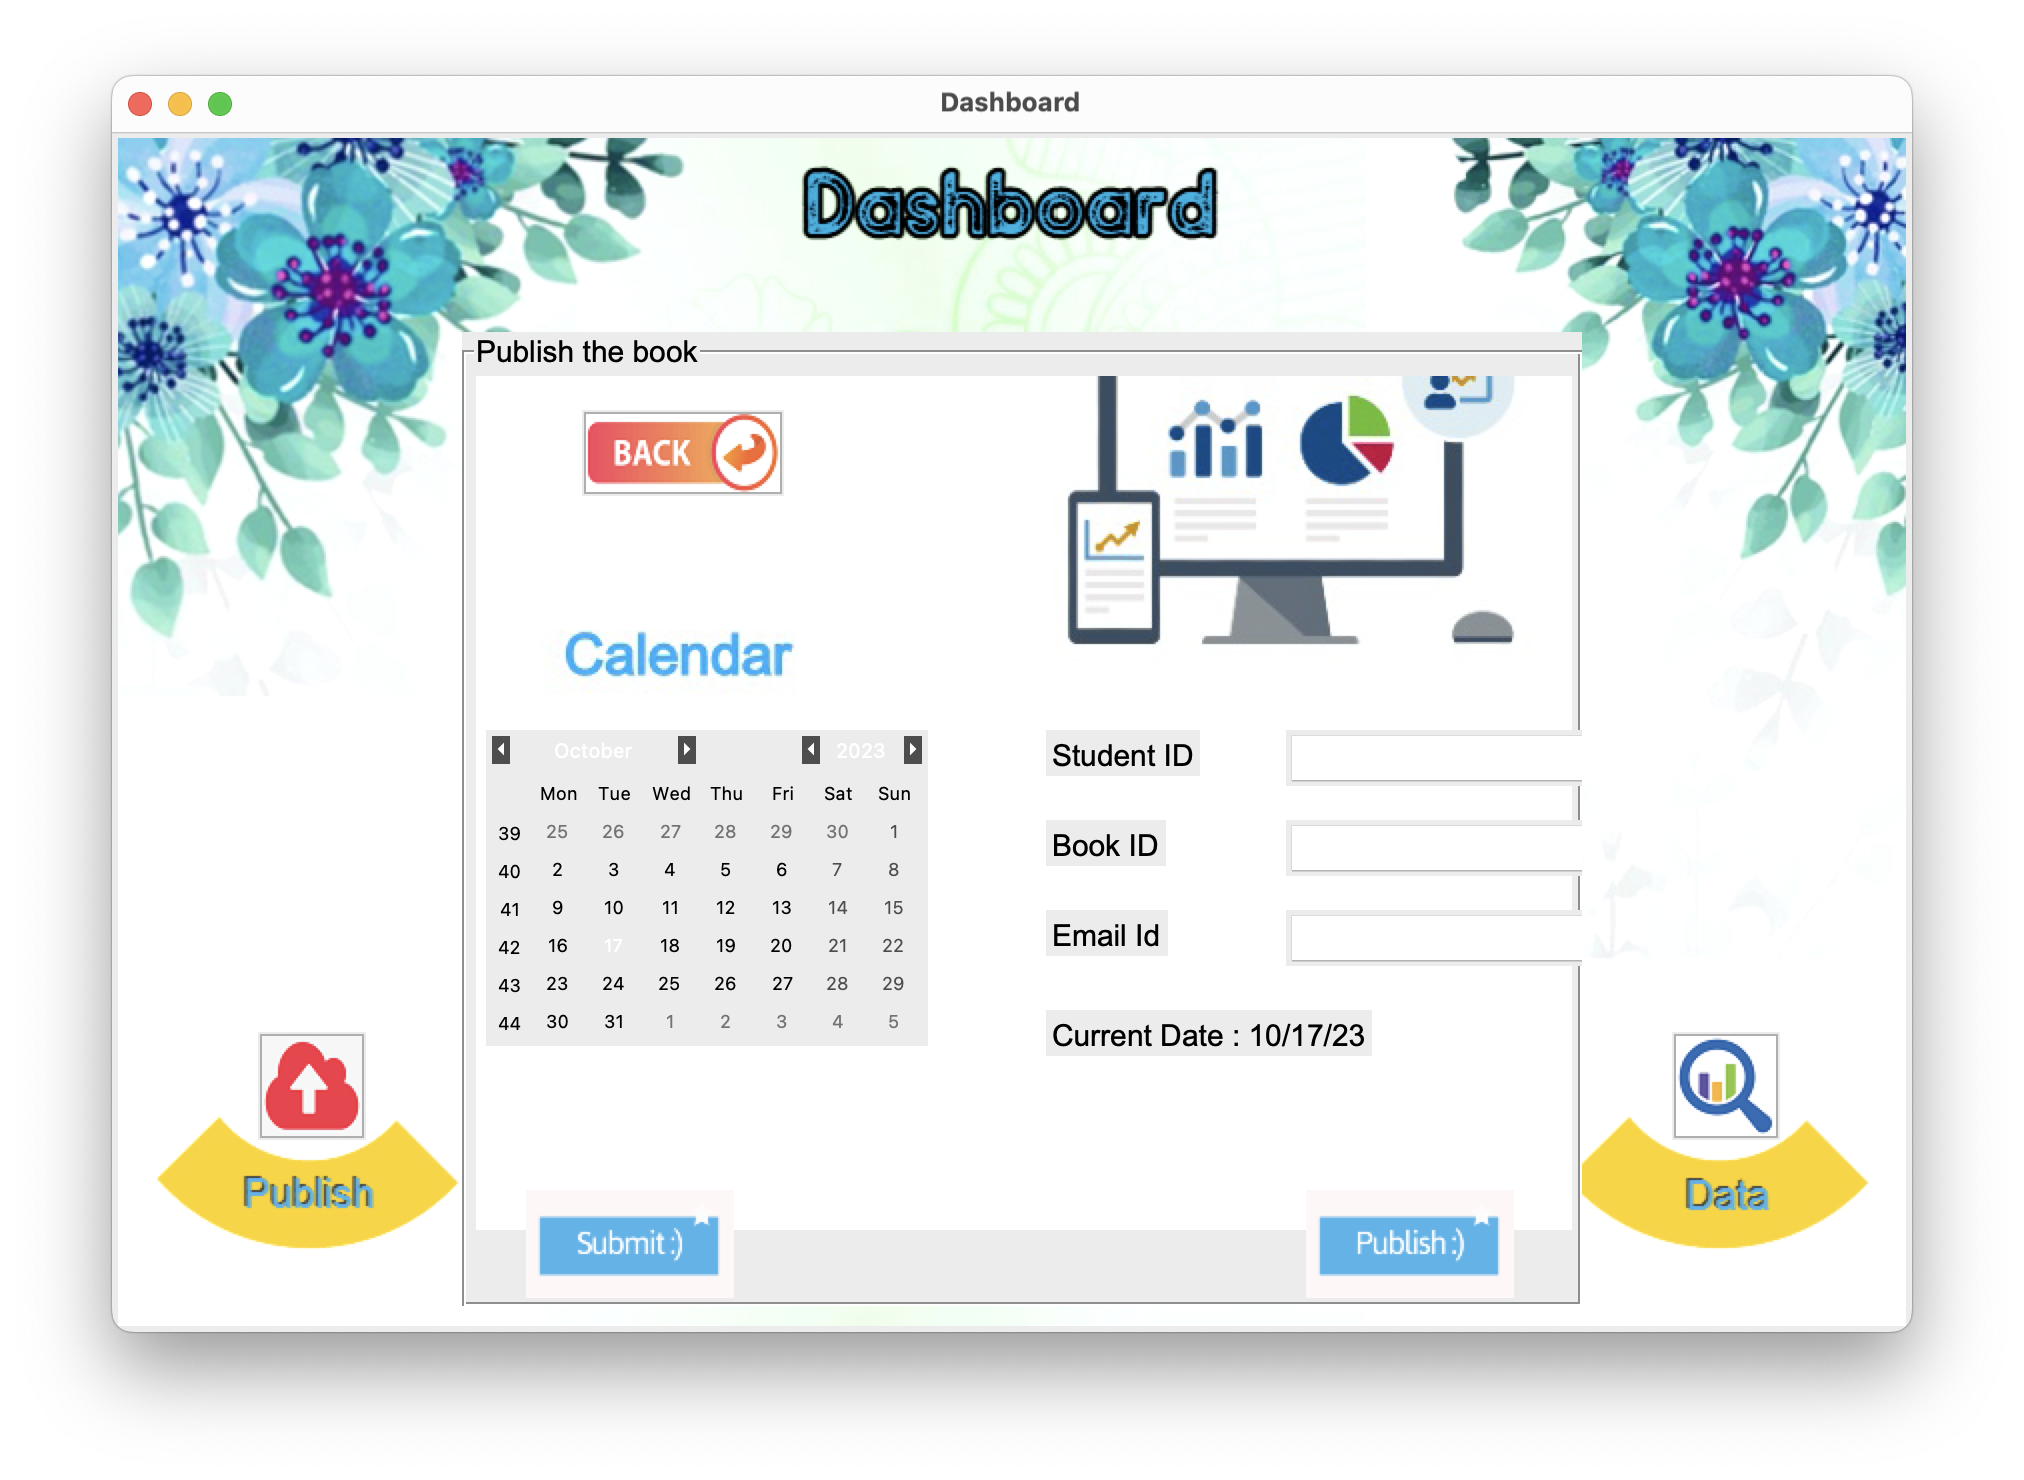 Dashboard
Dashboard
Publish the book
BACK
Calendar
October 2023
Mon Tue Wed Thu Fri Sat Sun
39 25 26 27 28 29 30 1
40 2 3 4 5 6 7 8
41 9 10 11 12 13 14 15
42 16 17 18 19 20 21 22
43 23 24 25 26 27 28 29
44 30 31 1 2 3 4 5
Student ID
Book ID
Email Id
Current Date : 10/17/23
Publish
Data
Submit :)
Publish :)